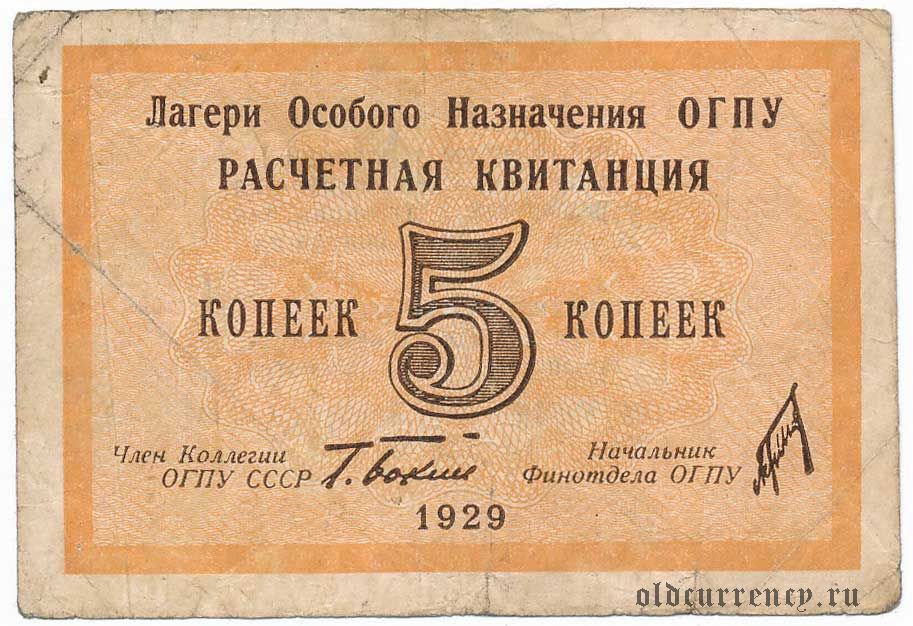 Лагери Особого Назначения ОГПУ
РАСЧЕТНАЯ КВИТАНЦИЯ
КОПЕЕК 5 КОПЕЕК
Член Коллегии
ОГПУ СССР Г. Бокий
Начальник
Финотдела ОГПУ
1929
oldcurrency.ru